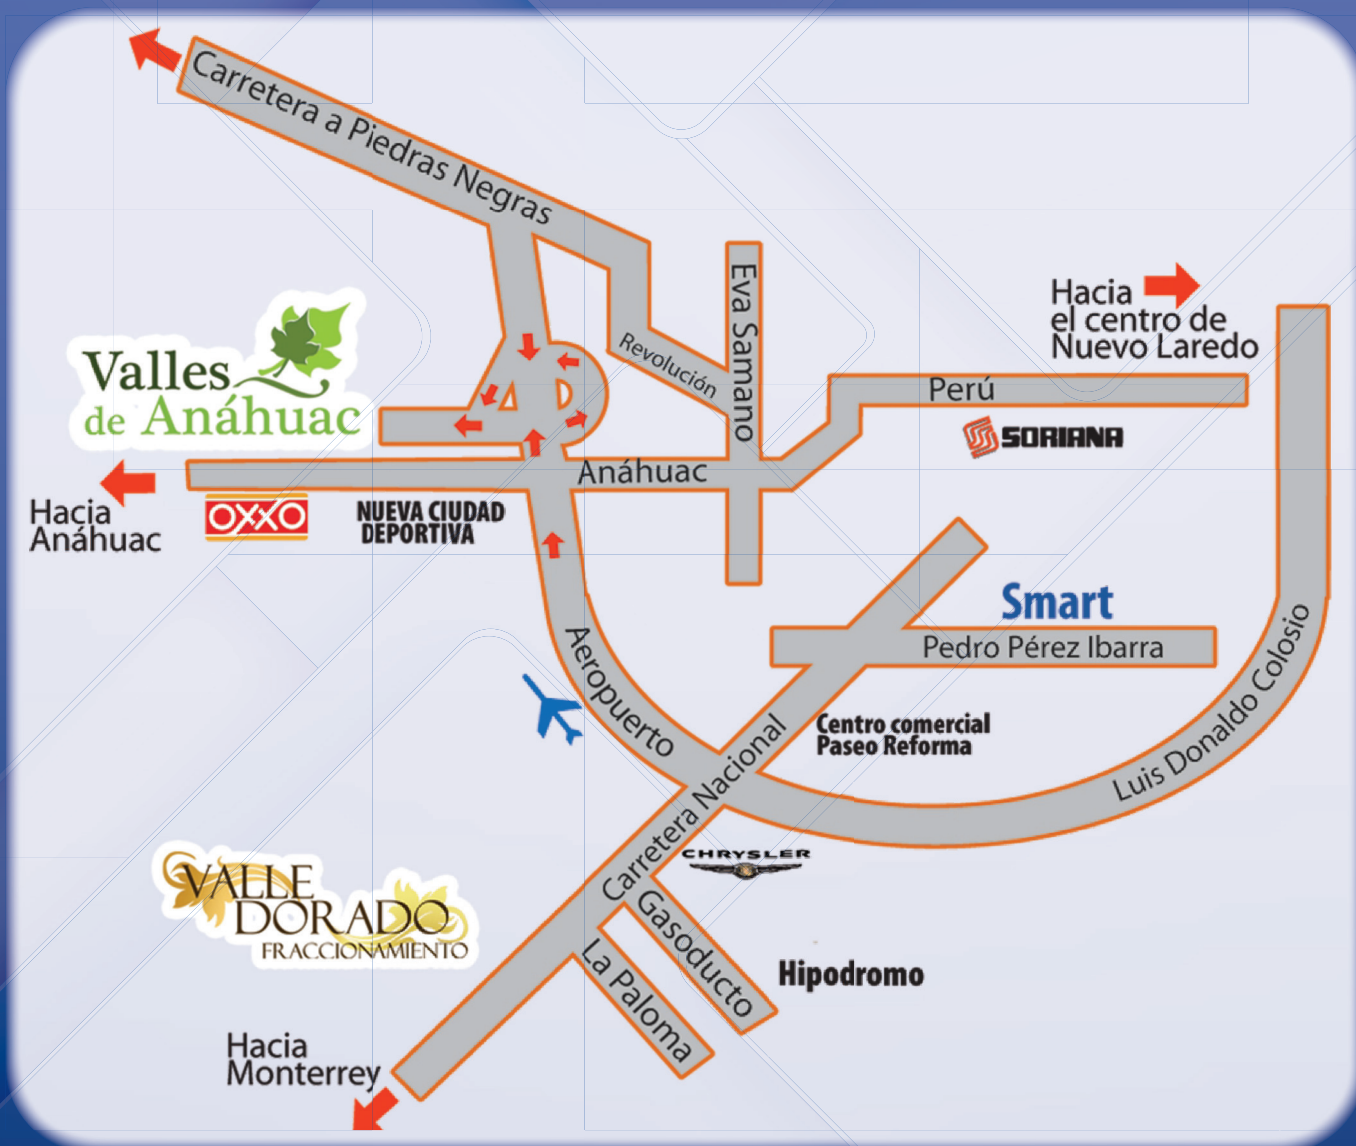 Carretera a Piedras Negras
Eva Samano
Hacia
el centro de
Nuevo Laredo
Revolución
Valles
de Anáhuac
Perú
SORIANA
Anáhuac
Hacia
Anáhuac
OXXO
NUEVA CIUDAD
DEPORTIVA
Smart
Pedro Pérez Ibarra
Aeropuerto
Luis Donaldo Colosio
Centro comercial
Paseo Reforma
Carretera Nacional
CHRYSLER
VALLE
DORADO
FRACCIONAMIENTO
Gasoducto
La Paloma
Hipodromo
Hacia
Monterrey